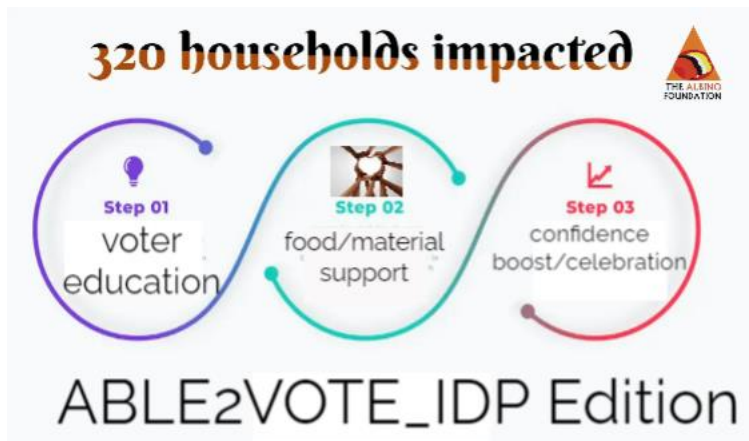 320 households impacted
THE ALBINO
FOUNDATION
Step 01
voter
education
Step 02
food/material
support
Step 03
confidence
boost/celebration
ABLE2VOTE_IDP Edition